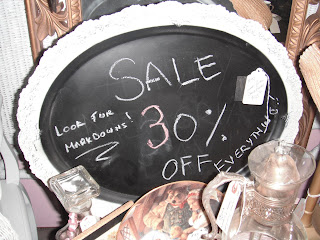 SALE
LOOK FOR
MARKDOWNS!
30%
OFF
EVERYTHING!